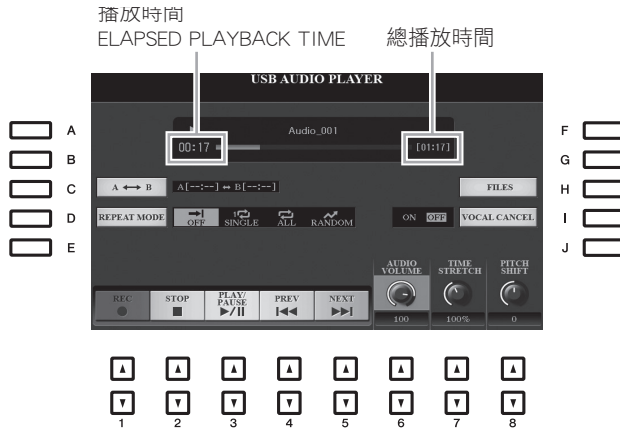 播放時間
ELAPSED PLAYBACK TIME
總播放時間
USB AUDIO PLAYER
Audio_001
00:17
[01:17]
A
B
C
D
E
F
G
H
I
J
A ⟷ B
A[--:--] ↔ B[--:--]
FILES
REPEAT MODE
OFF
1 SINGLE
ALL
RANDOM
ON OFF
VOCAL CANCEL
AUDIO VOLUME
TIME STRETCH
PITCH SHIFT
REC
STOP
PLAY/PAUSE
PREV
NEXT
100
100%
0
1 2 3 4 5 6 7 8